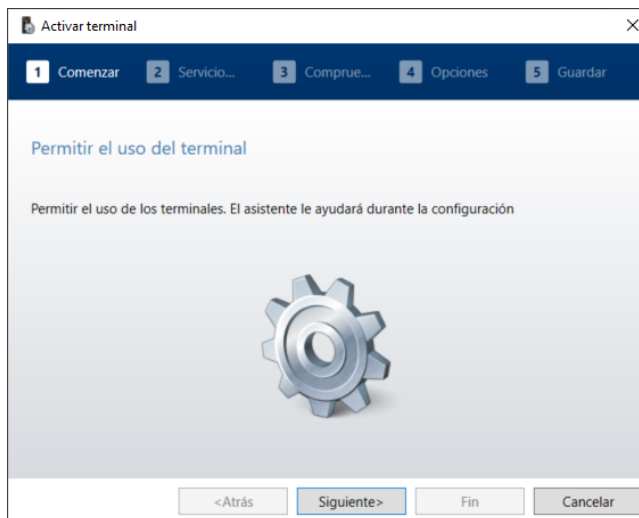 Activar terminal
1 Comenzar 2 Servicio... 3 Comprue... 4 Opciones 5 Guardar
Permitir el uso del terminal
Permitir el uso de los terminales. El asistente le ayudará durante la configuración
<Atrás Siguiente> Fin Cancelar